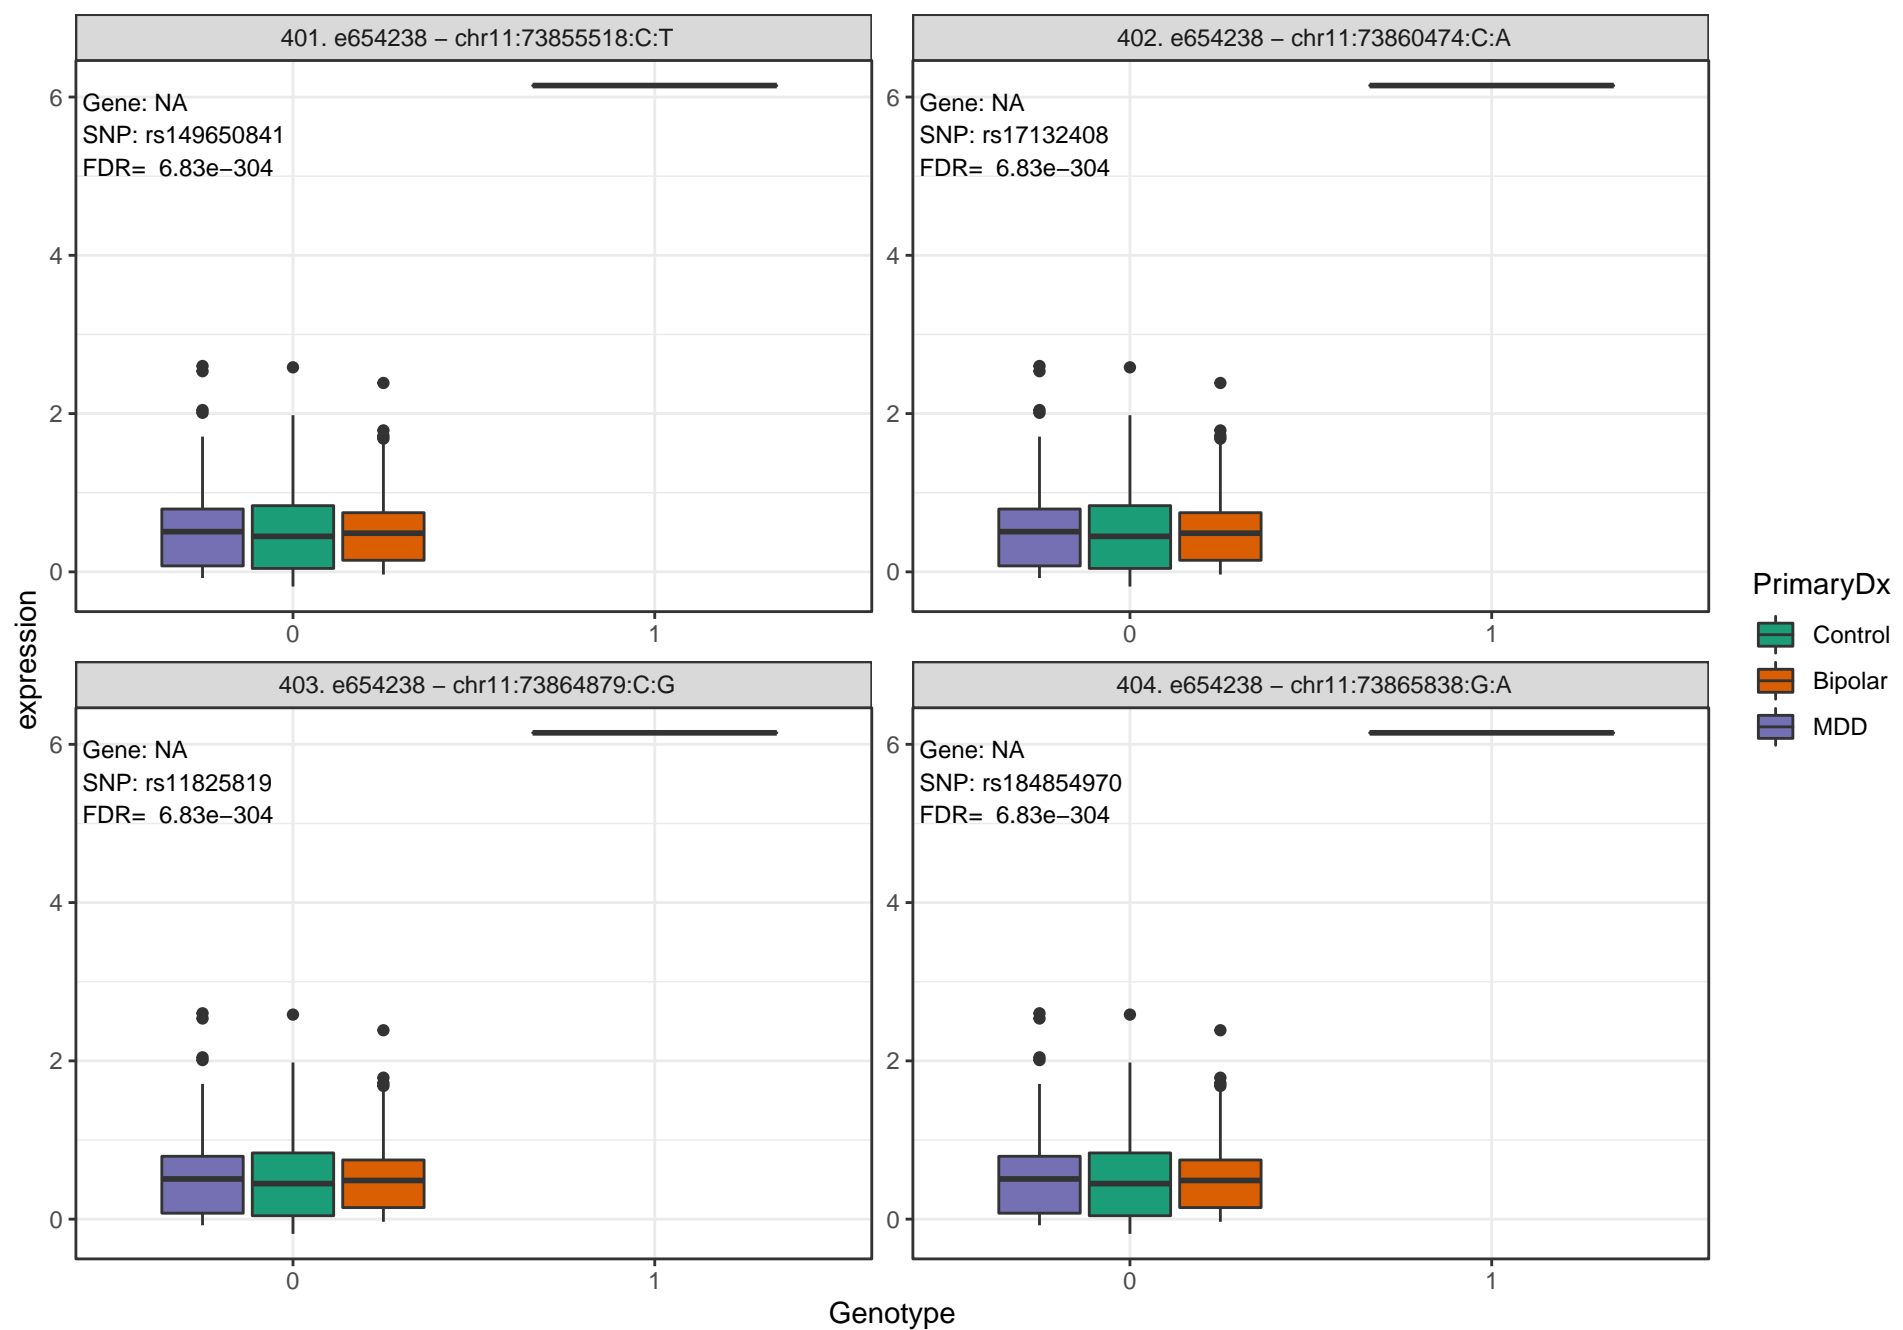 401. e654238 − chr11:73855518:C:T
402. e654238 − chr11:73860474:C:A
6
Gene: NA
SNP: rs149650841
FDR=  6.83e−304
4
2
0
0
1
6
Gene: NA
SNP: rs17132408
FDR=  6.83e−304
4
2
0
0
1
403. e654238 − chr11:73864879:C:G
404. e654238 − chr11:73865838:G:A
6
Gene: NA
SNP: rs11825819
FDR=  6.83e−304
4
2
0
0
1
6
Gene: NA
SNP: rs184854970
FDR=  6.83e−304
4
2
0
0
1
expression
Genotype
PrimaryDx
Control
Bipolar
MDD